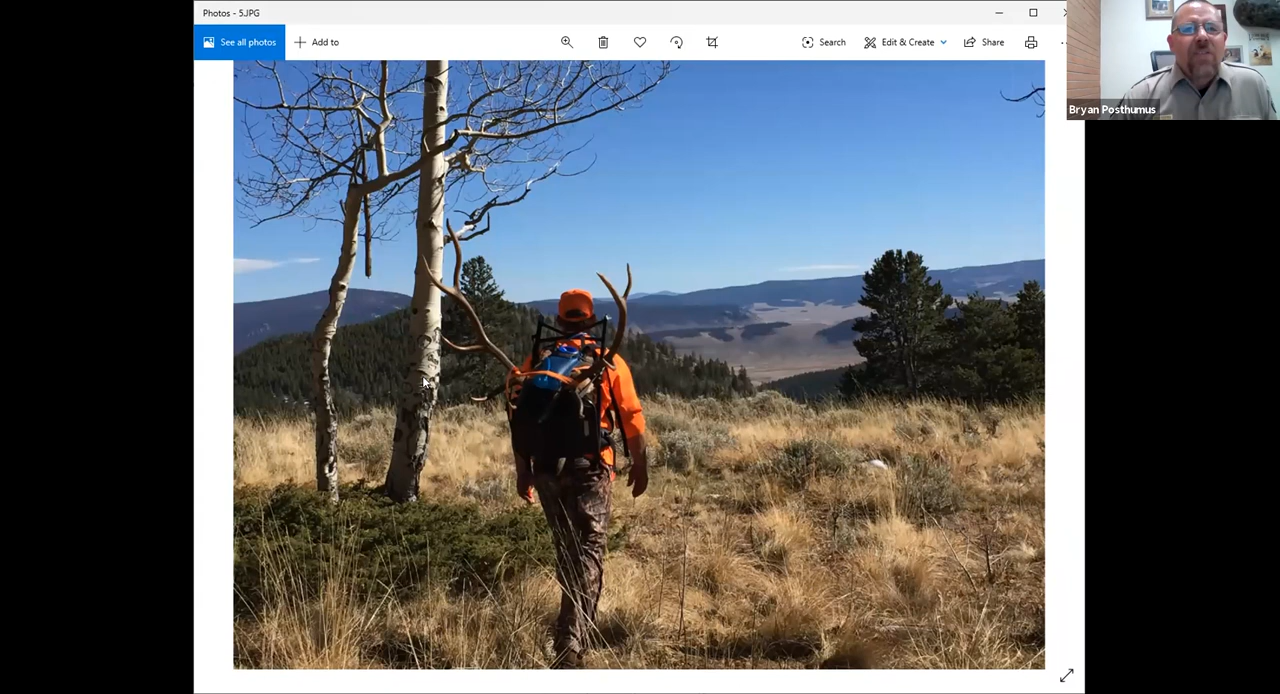 Photos - 5.JPG
See all photos
Add to
Search
Edit & Create
Share
Bryan Posthumus